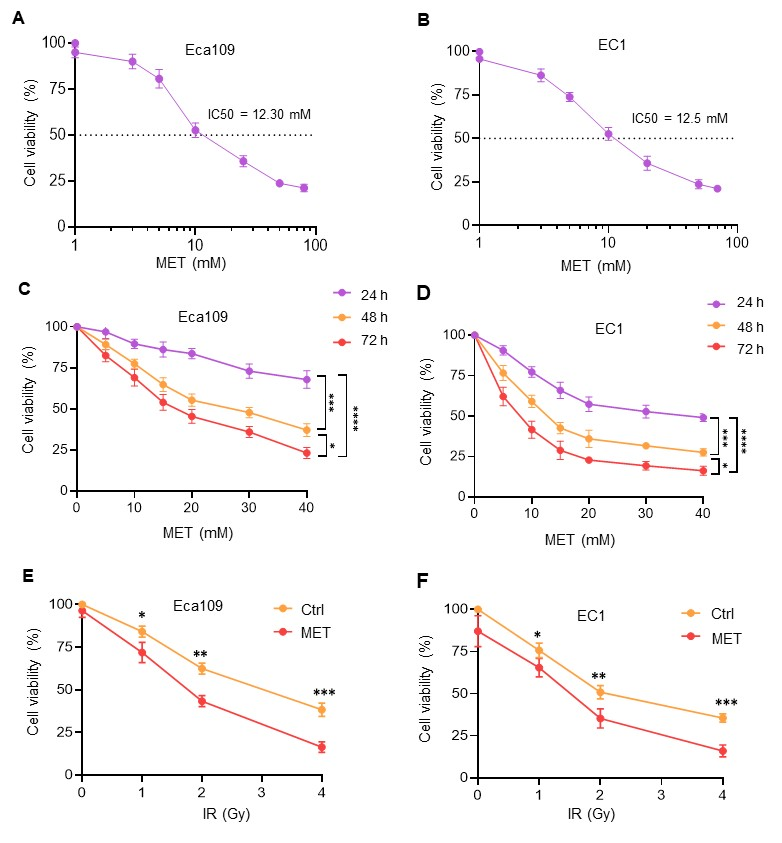 A
Eca109
Cell viability (%)
100
75
50
25
0
IC50 = 12.30 mM
1
10
100
MET (mM)
B
EC1
Cell viability (%)
100
75
50
25
0
IC50 = 12.5 mM
1
10
100
MET (mM)
C
Eca109
24 h
48 h
72 h
Cell viability (%)
100
75
50
25
0
***
*
****
0
10
20
30
40
MET (mM)
D
EC1
24 h
48 h
72 h
Cell viability (%)
100
75
50
25
0
***
*
****
0
10
20
30
40
MET (mM)
E
Eca109
Ctrl
MET
Cell viability (%)
100
75
50
25
0
*
**
***
0
1
2
3
4
IR (Gy)
F
EC1
Ctrl
MET
Cell viability (%)
100
75
50
25
0
*
**
***
0
1
2
3
4
IR (Gy)